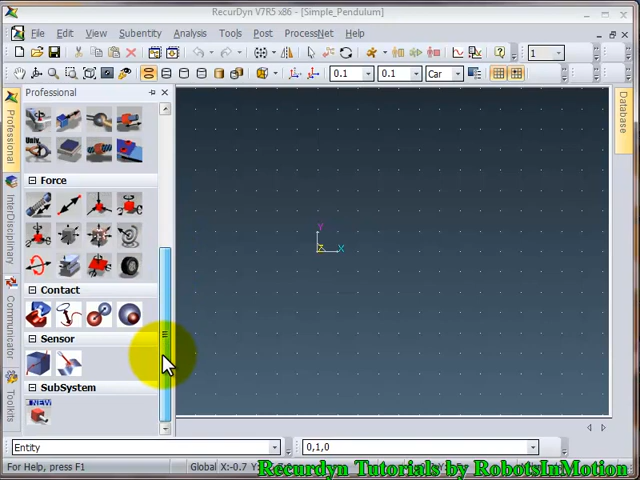 RecurDyn V7R5 x86 - [Simple_Pendulum]
File Edit View Subentity Analysis Tools Post ProcessNet Help
1
0.1 0.1 Car
Professional
Professional
InterDisciplinary
Communicator
Toolkits
Database
Univ.
Force
Contact
Sensor
SubSystem
NEW
Y
Z X
Entity 0,1,0
For Help, press F1 Global X:-0.7
Recurdyn Tutorials by RobotsInMotion